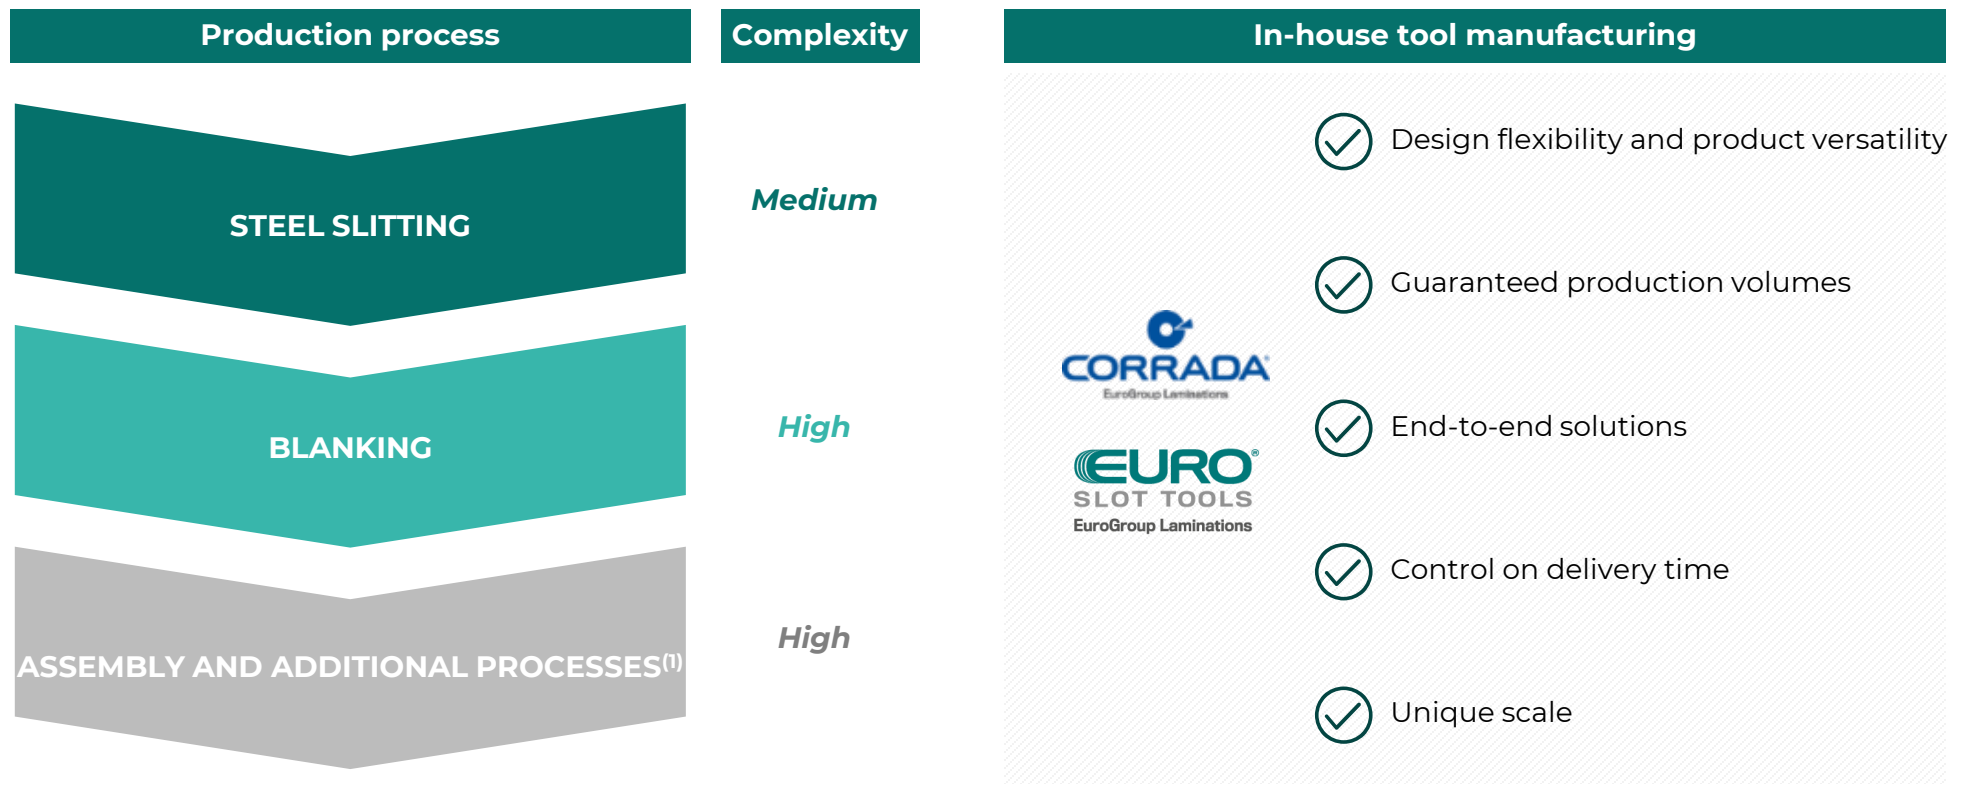 Production process
Complexity
In-house tool manufacturing
STEEL SLITTING
Medium
BLANKING
High
ASSEMBLY AND ADDITIONAL PROCESSES(1)
High
CORRADA
EuroGroup Laminations
EURO®
SLOT TOOLS
EuroGroup Laminations
Design flexibility and product versatility
Guaranteed production volumes
End-to-end solutions
Control on delivery time
Unique scale